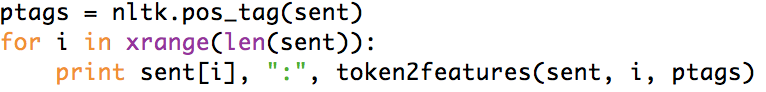 ptags = nltk.pos_tag(sent)
for i in xrange(len(sent)):
    print sent[i], ":", token2features(sent, i, ptags)